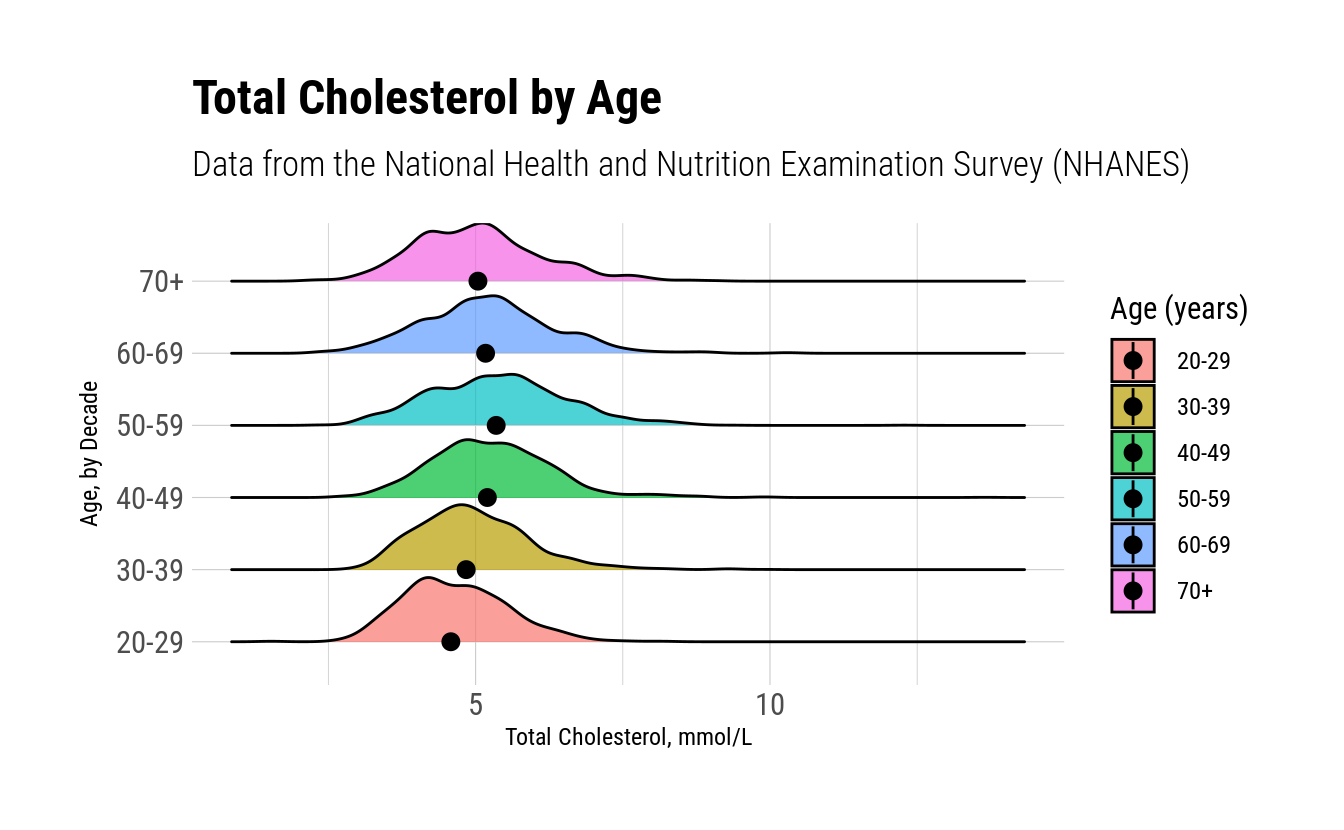 Total Cholesterol by Age
Data from the National Health and Nutrition Examination Survey (NHANES)
Age, by Decade
70+
60-69
50-59
40-49
30-39
20-29
5 10
Total Cholesterol, mmol/L
Age (years)
20-29
30-39
40-49
50-59
60-69
70+